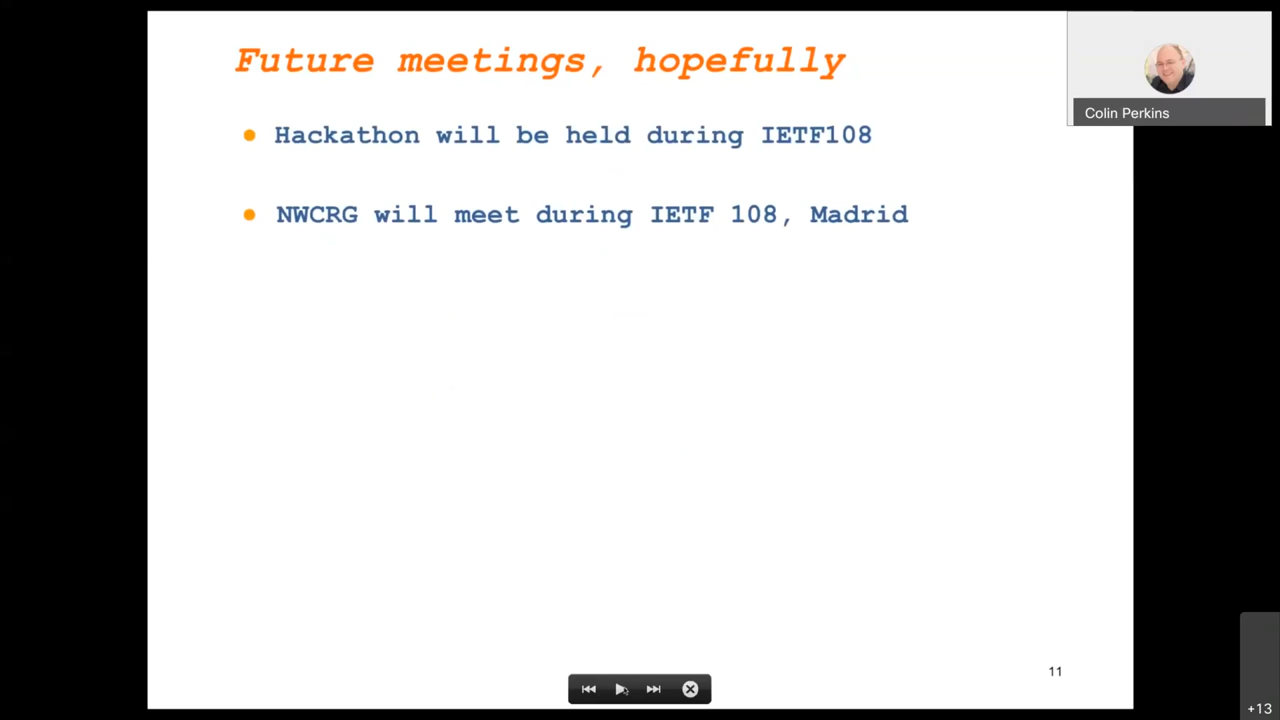 Future meetings, hopefully
Colin Perkins
Hackathon will be held during IETF108
NWCRG will meet during IETF 108, Madrid
11
+13